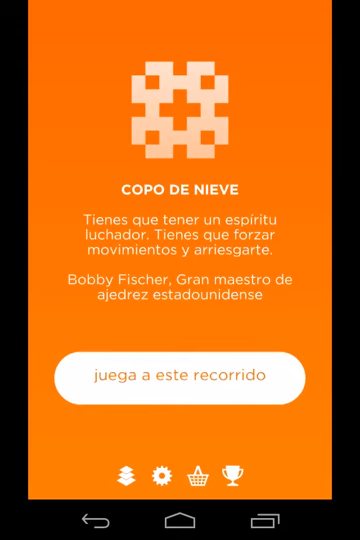 COPO DE NIEVE
Tienes que tener un espíritu
luchador. Tienes que forzar
movimientos y arriesgarte.
Bobby Fischer, Gran maestro de
ajedrez estadounidense
juega a este recorrido